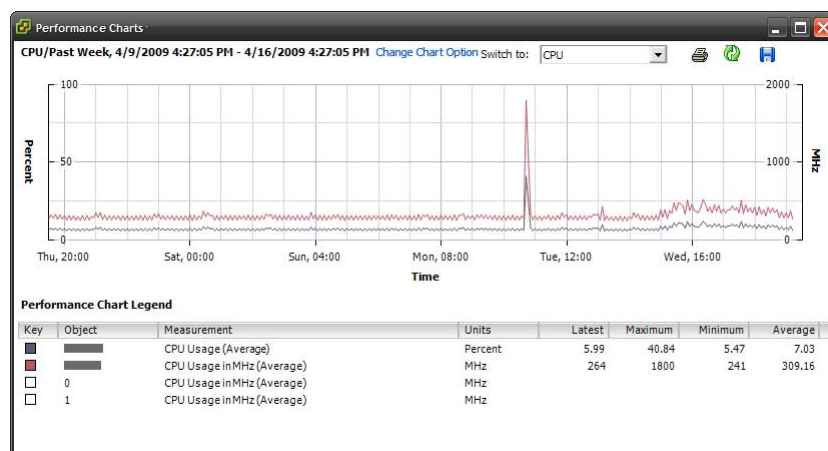 Performance Charts
CPU/Past Week, 4/9/2009 4:27:05 PM - 4/16/2009 4:27:05 PM Change Chart Option Switch to: CPU
100 2000
Percent
50 1000
MHz
0 0
Thu, 20:00 Sat, 00:00 Sun, 04:00 Mon, 08:00 Tue, 12:00 Wed, 16:00
Time
Performance Chart Legend
Key Object Measurement Units Latest Maximum Minimum Average
CPU Usage (Average) Percent 5.99 40.84 5.47 7.03
CPU Usage in MHz (Average) MHz 264 1800 241 309.16
0 CPU Usage in MHz (Average) MHz
1 CPU Usage in MHz (Average) MHz